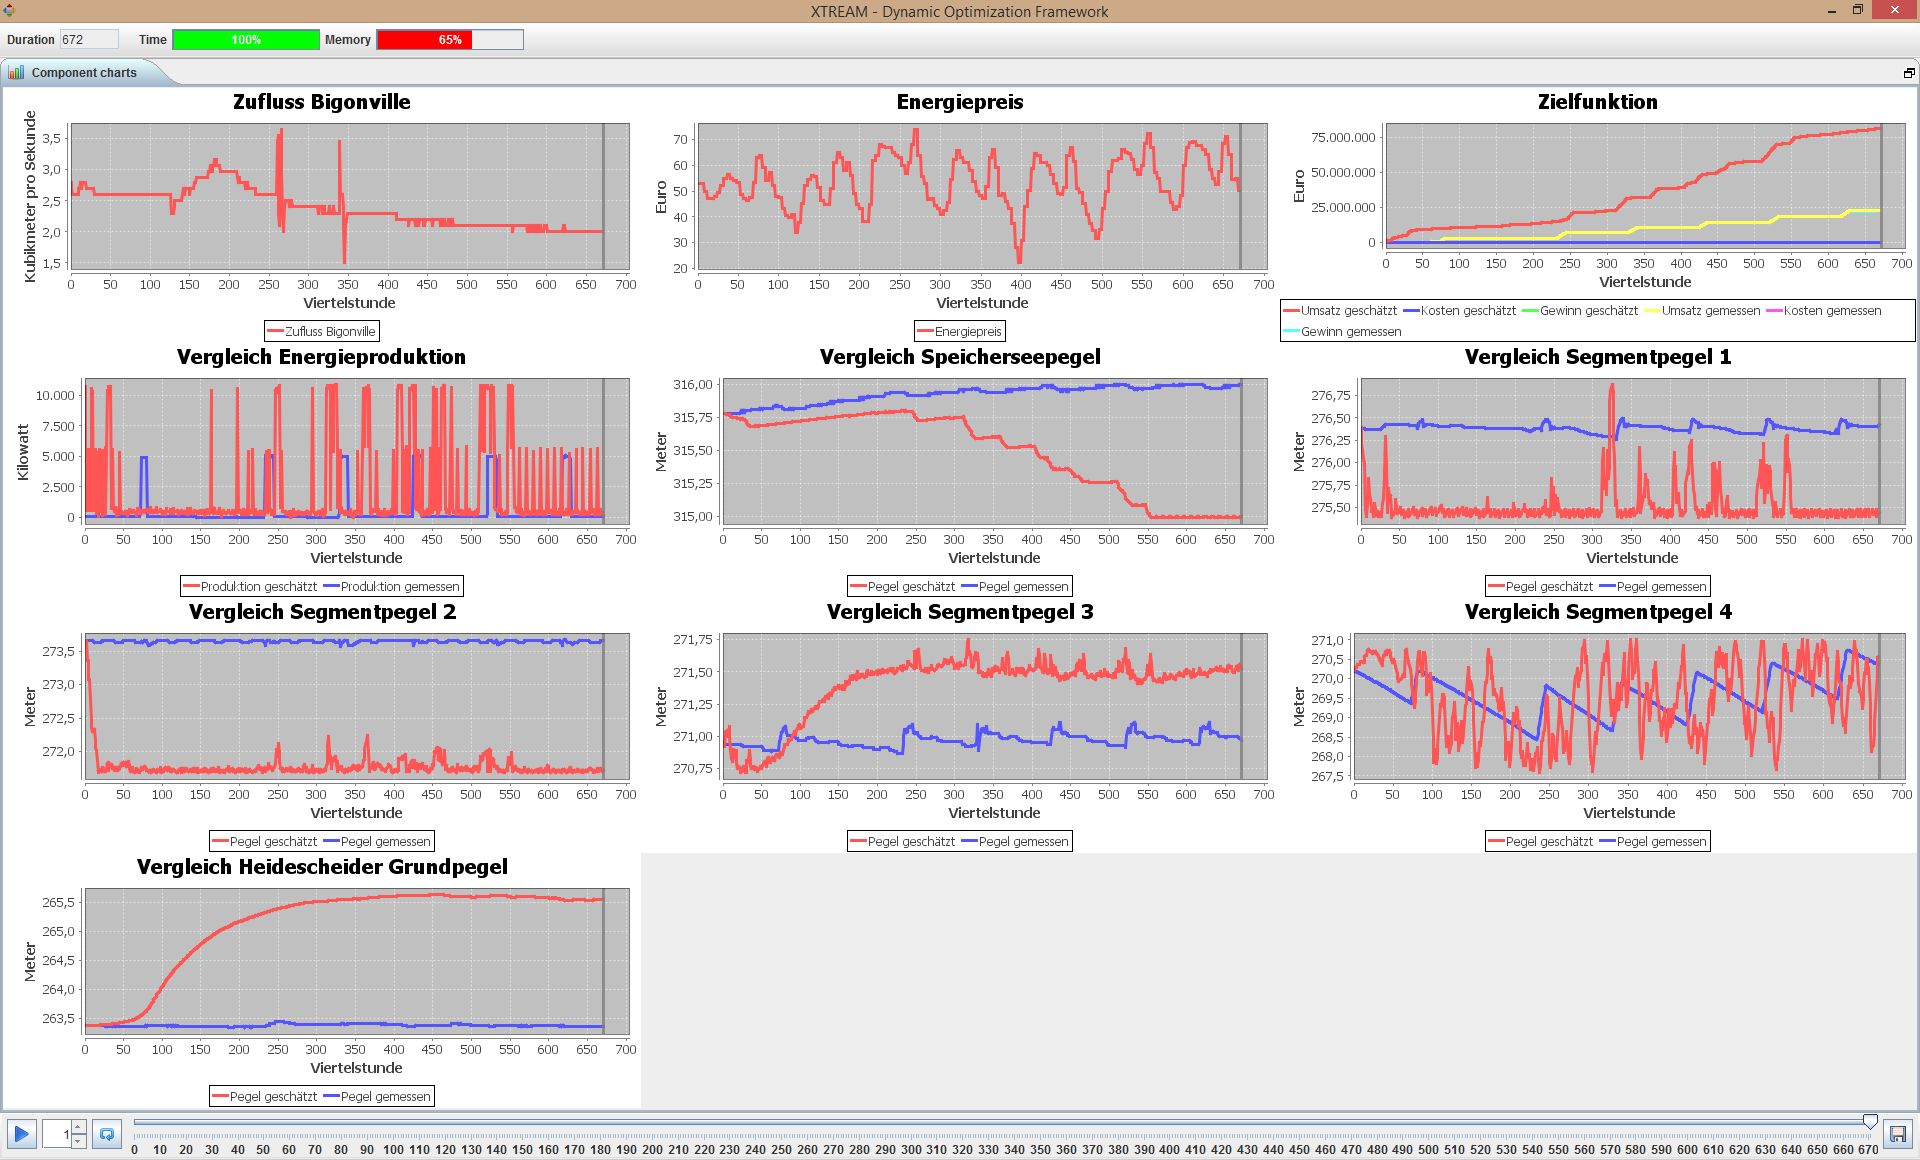 XTREAM - Dynamic Optimization Framework
Duration 672 Time 100% Memory 65%
Component charts
Zufluss Bigonville
Kubikmeter pro Sekunde
3,5
3,0
2,5
2,0
1,5
0 50 100 150 200 250 300 350 400 450 500 550 600 650 700
Viertelstunde
Zufluss Bigonville
Energiepreis
Euro
70
60
50
40
30
20
0 50 100 150 200 250 300 350 400 450 500 550 600 650 700
Viertelstunde
Energiepreis
Zielfunktion
Euro
75.000.000
50.000.000
25.000.000
0
0 50 100 150 200 250 300 350 400 450 500 550 600 650 700
Viertelstunde
Umsatz geschätzt Kosten geschätzt Gewinn geschätzt Umsatz gemessen Kosten gemessen
Gewinn gemessen
Vergleich Energieproduktion
Kilowatt
10.000
7.500
5.000
2.500
0
0 50 100 150 200 250 300 350 400 450 500 550 600 650 700
Viertelstunde
Produktion geschätzt Produktion gemessen
Vergleich Speicherseepegel
Meter
316,00
315,75
315,50
315,25
315,00
0 50 100 150 200 250 300 350 400 450 500 550 600 650 700
Viertelstunde
Pegel geschätzt Pegel gemessen
Vergleich Segmentpegel 1
Meter
276,75
276,50
276,25
276,00
275,75
275,50
0 50 100 150 200 250 300 350 400 450 500 550 600 650 700
Viertelstunde
Pegel geschätzt Pegel gemessen
Vergleich Segmentpegel 2
Meter
273,5
273,0
272,5
272,0
0 50 100 150 200 250 300 350 400 450 500 550 600 650 700
Viertelstunde
Pegel geschätzt Pegel gemessen
Vergleich Segmentpegel 3
Meter
271,75
271,50
271,25
271,00
270,75
0 50 100 150 200 250 300 350 400 450 500 550 600 650 700
Viertelstunde
Pegel geschätzt Pegel gemessen
Vergleich Segmentpegel 4
Meter
271,0
270,5
270,0
269,5
269,0
268,5
268,0
267,5
0 50 100 150 200 250 300 350 400 450 500 550 600 650 700
Viertelstunde
Pegel geschätzt Pegel gemessen
Vergleich Heidescheider Grundpegel
Meter
265,5
265,0
264,5
264,0
263,5
0 50 100 150 200 250 300 350 400 450 500 550 600 650 700
Viertelstunde
Pegel geschätzt Pegel gemessen
1
0 10 20 30 40 50 60 70 80 90 100 110 120 130 140 150 160 170 180 190 200 210 220 230 240 250 260 270 280 290 300 310 320 330 340 350 360 370 380 390 400 410 420 430 440 450 460 470 480 490 500 510 520 530 540 550 560 570 580 590 600 610 620 630 640 650 660 670